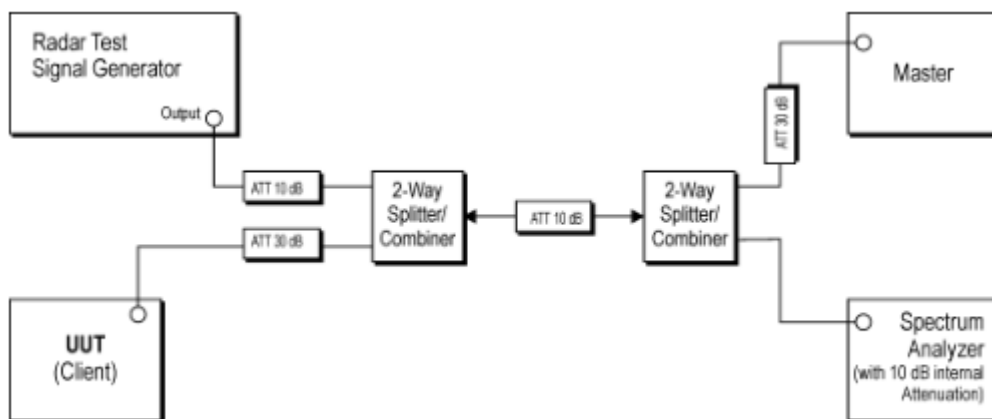 Radar Test
Signal Generator
Output
ATT 10 dB
2-Way
Splitter/
Combiner
ATT 30 dB
UUT
(Client)
ATT 10 dB
2-Way
Splitter/
Combiner
ATT 30 dB
Master
Spectrum
Analyzer
(with 10 dB internal
Attenuation)